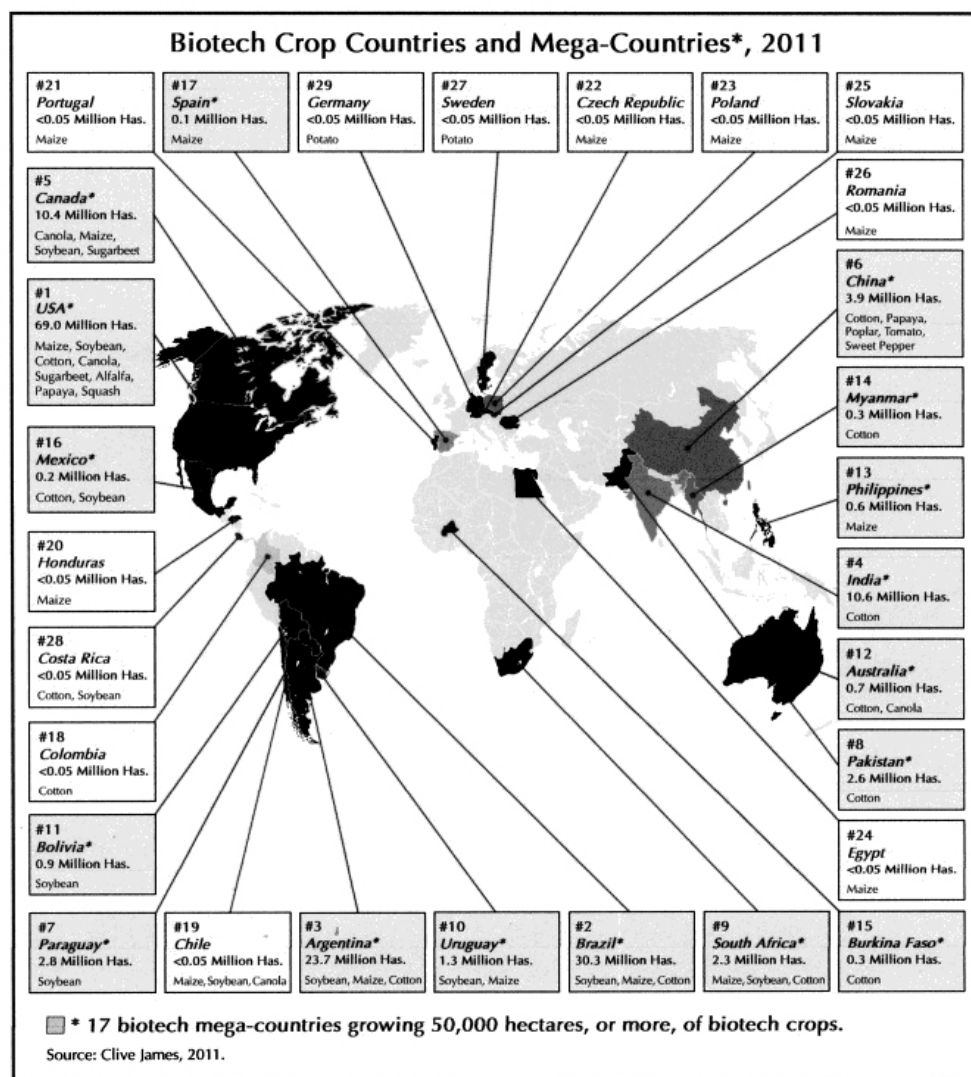 Biotech Crop Countries and Mega-Countries*, 2011
#21
Portugal
<0.05 Million Has.
Maize
#17
Spain*
0.1 Million Has.
Maize
#29
Germany
<0.05 Million Has.
Potato
#27
Sweden
<0.05 Million Has.
Potato
#22
Czech Republic
<0.05 Million Has.
Maize
#23
Poland
<0.05 Million Has.
Maize
#25
Slovakia
<0.05 Million Has.
Maize
#5
Canada*
10.4 Million Has.
Canola, Maize,
Soybean, Sugarbeet
#26
Romania
<0.05 Million Has.
Maize
#1
USA*
69.0 Million Has.
Maize, Soybean,
Cotton, Canola,
Sugarbeet, Alfalfa,
Papaya, Squash
#6
China*
3.9 Million Has.
Cotton, Papaya,
Poplar, Tomato,
Sweet Pepper
#14
Myanmar*
0.3 Million Has.
Cotton
#16
Mexico*
0.2 Million Has.
Cotton, Soybean
#13
Philippines*
0.6 Million Has.
Maize
#20
Honduras
<0.05 Million Has.
Maize
#4
India*
10.6 Million Has.
Cotton
#28
Costa Rica
<0.05 Million Has.
Cotton, Soybean
#12
Australia*
0.7 Million Has.
Cotton, Canola
#18
Colombia
<0.05 Million Has.
Cotton
#8
Pakistan*
2.6 Million Has.
Cotton
#11
Bolivia*
0.9 Million Has.
Soybean
#24
Egypt
<0.05 Million Has.
Maize
#7
Paraguay*
2.8 Million Has.
Soybean
#19
Chile
<0.05 Million Has.
Maize, Soybean, Canola
#3
Argentina*
23.7 Million Has.
Soybean, Maize, Cotton
#10
Uruguay*
1.3 Million Has.
Soybean, Maize
#2
Brazil*
30.3 Million Has.
Soybean, Maize, Cotton
#9
South Africa*
2.3 Million Has.
Maize, Soybean, Cotton
#15
Burkina Faso*
0.3 Million Has.
Cotton
* 17 biotech mega-countries growing 50,000 hectares, or more, of biotech crops.
Source: Clive James, 2011.